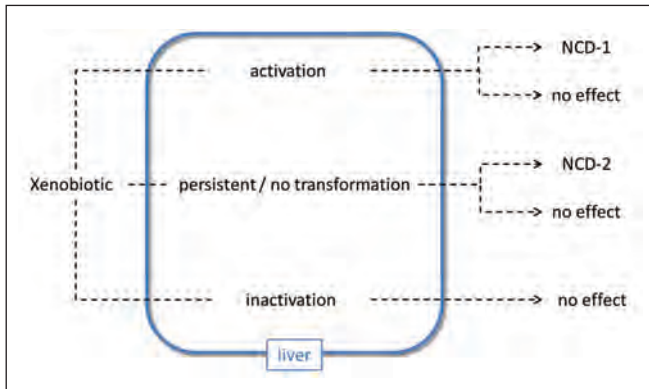 NCD-1
activation
no effect
NCD-2
Xenobiotic
persistent / no transformation
no effect
inactivation
no effect
liver